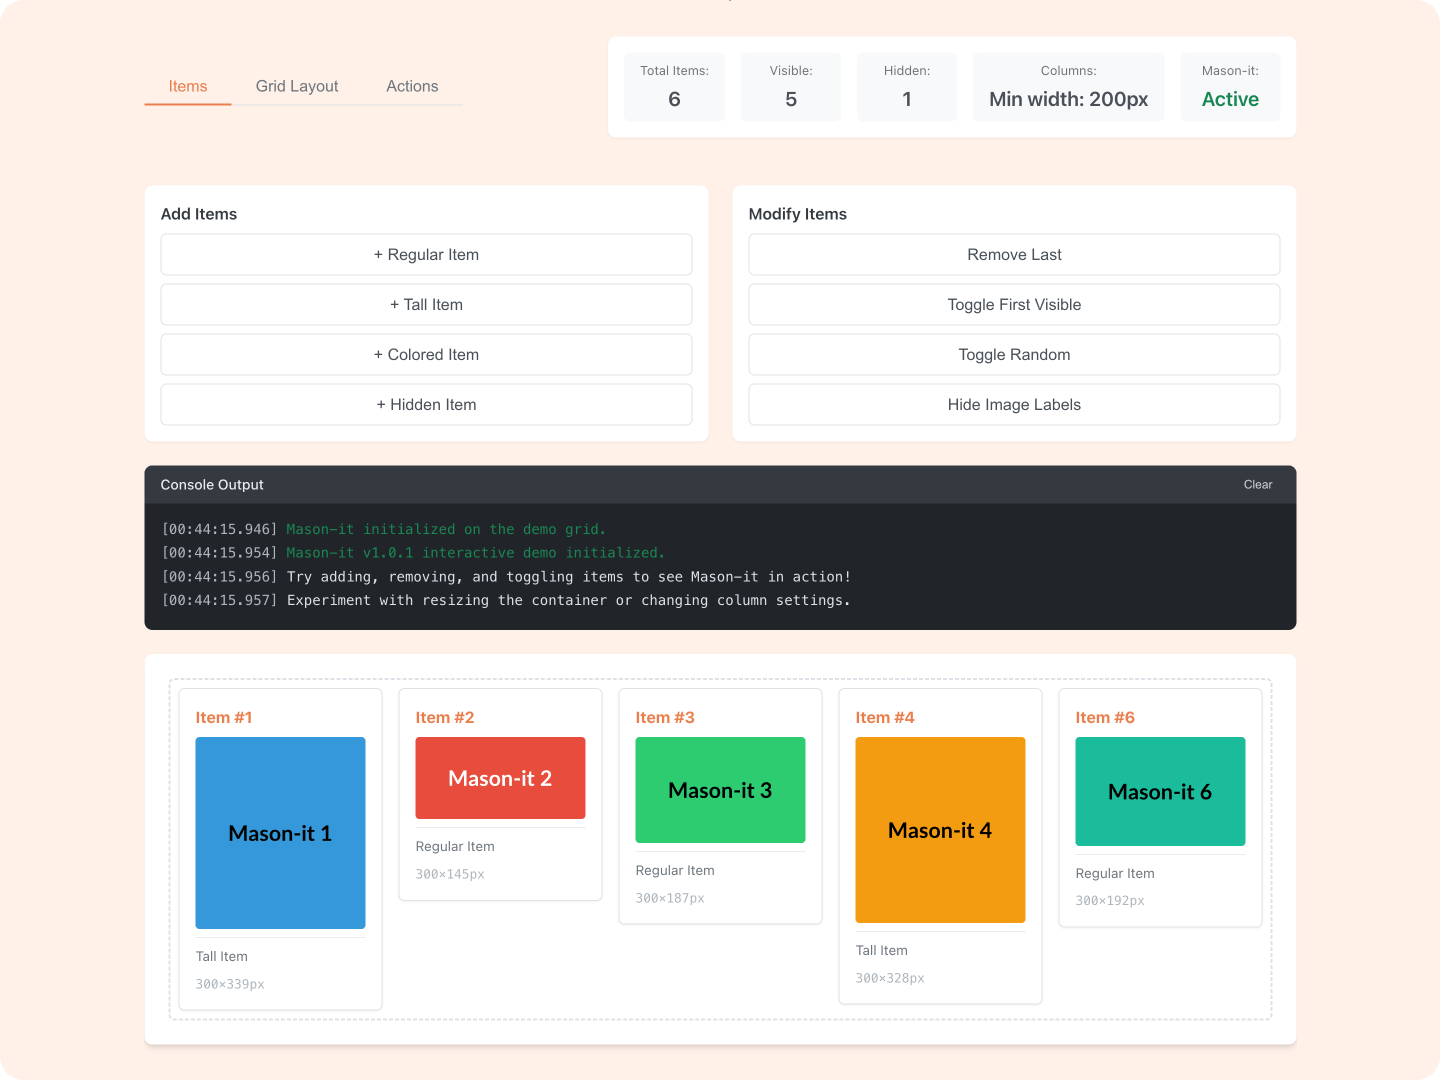 Items
Grid Layout
Actions
Total Items:
6
Visible:
5
Hidden:
1
Columns:
Min width: 200px
Mason-it:
Active
Add Items
+ Regular Item
+ Tall Item
+ Colored Item
+ Hidden Item
Modify Items
Remove Last
Toggle First Visible
Toggle Random
Hide Image Labels
Console Output
Clear
[00:44:15.946] Mason-it initialized on the demo grid.
[00:44:15.954] Mason-it v1.0.1 interactive demo initialized.
[00:44:15.956] Try adding, removing, and toggling items to see Mason-it in action!
[00:44:15.957] Experiment with resizing the container or changing column settings.
Item #1
Mason-it 1
Tall Item
300×339px
Item #2
Mason-it 2
Regular Item
300×145px
Item #3
Mason-it 3
Regular Item
300×187px
Item #4
Mason-it 4
Tall Item
300×328px
Item #6
Mason-it 6
Regular Item
300×192px